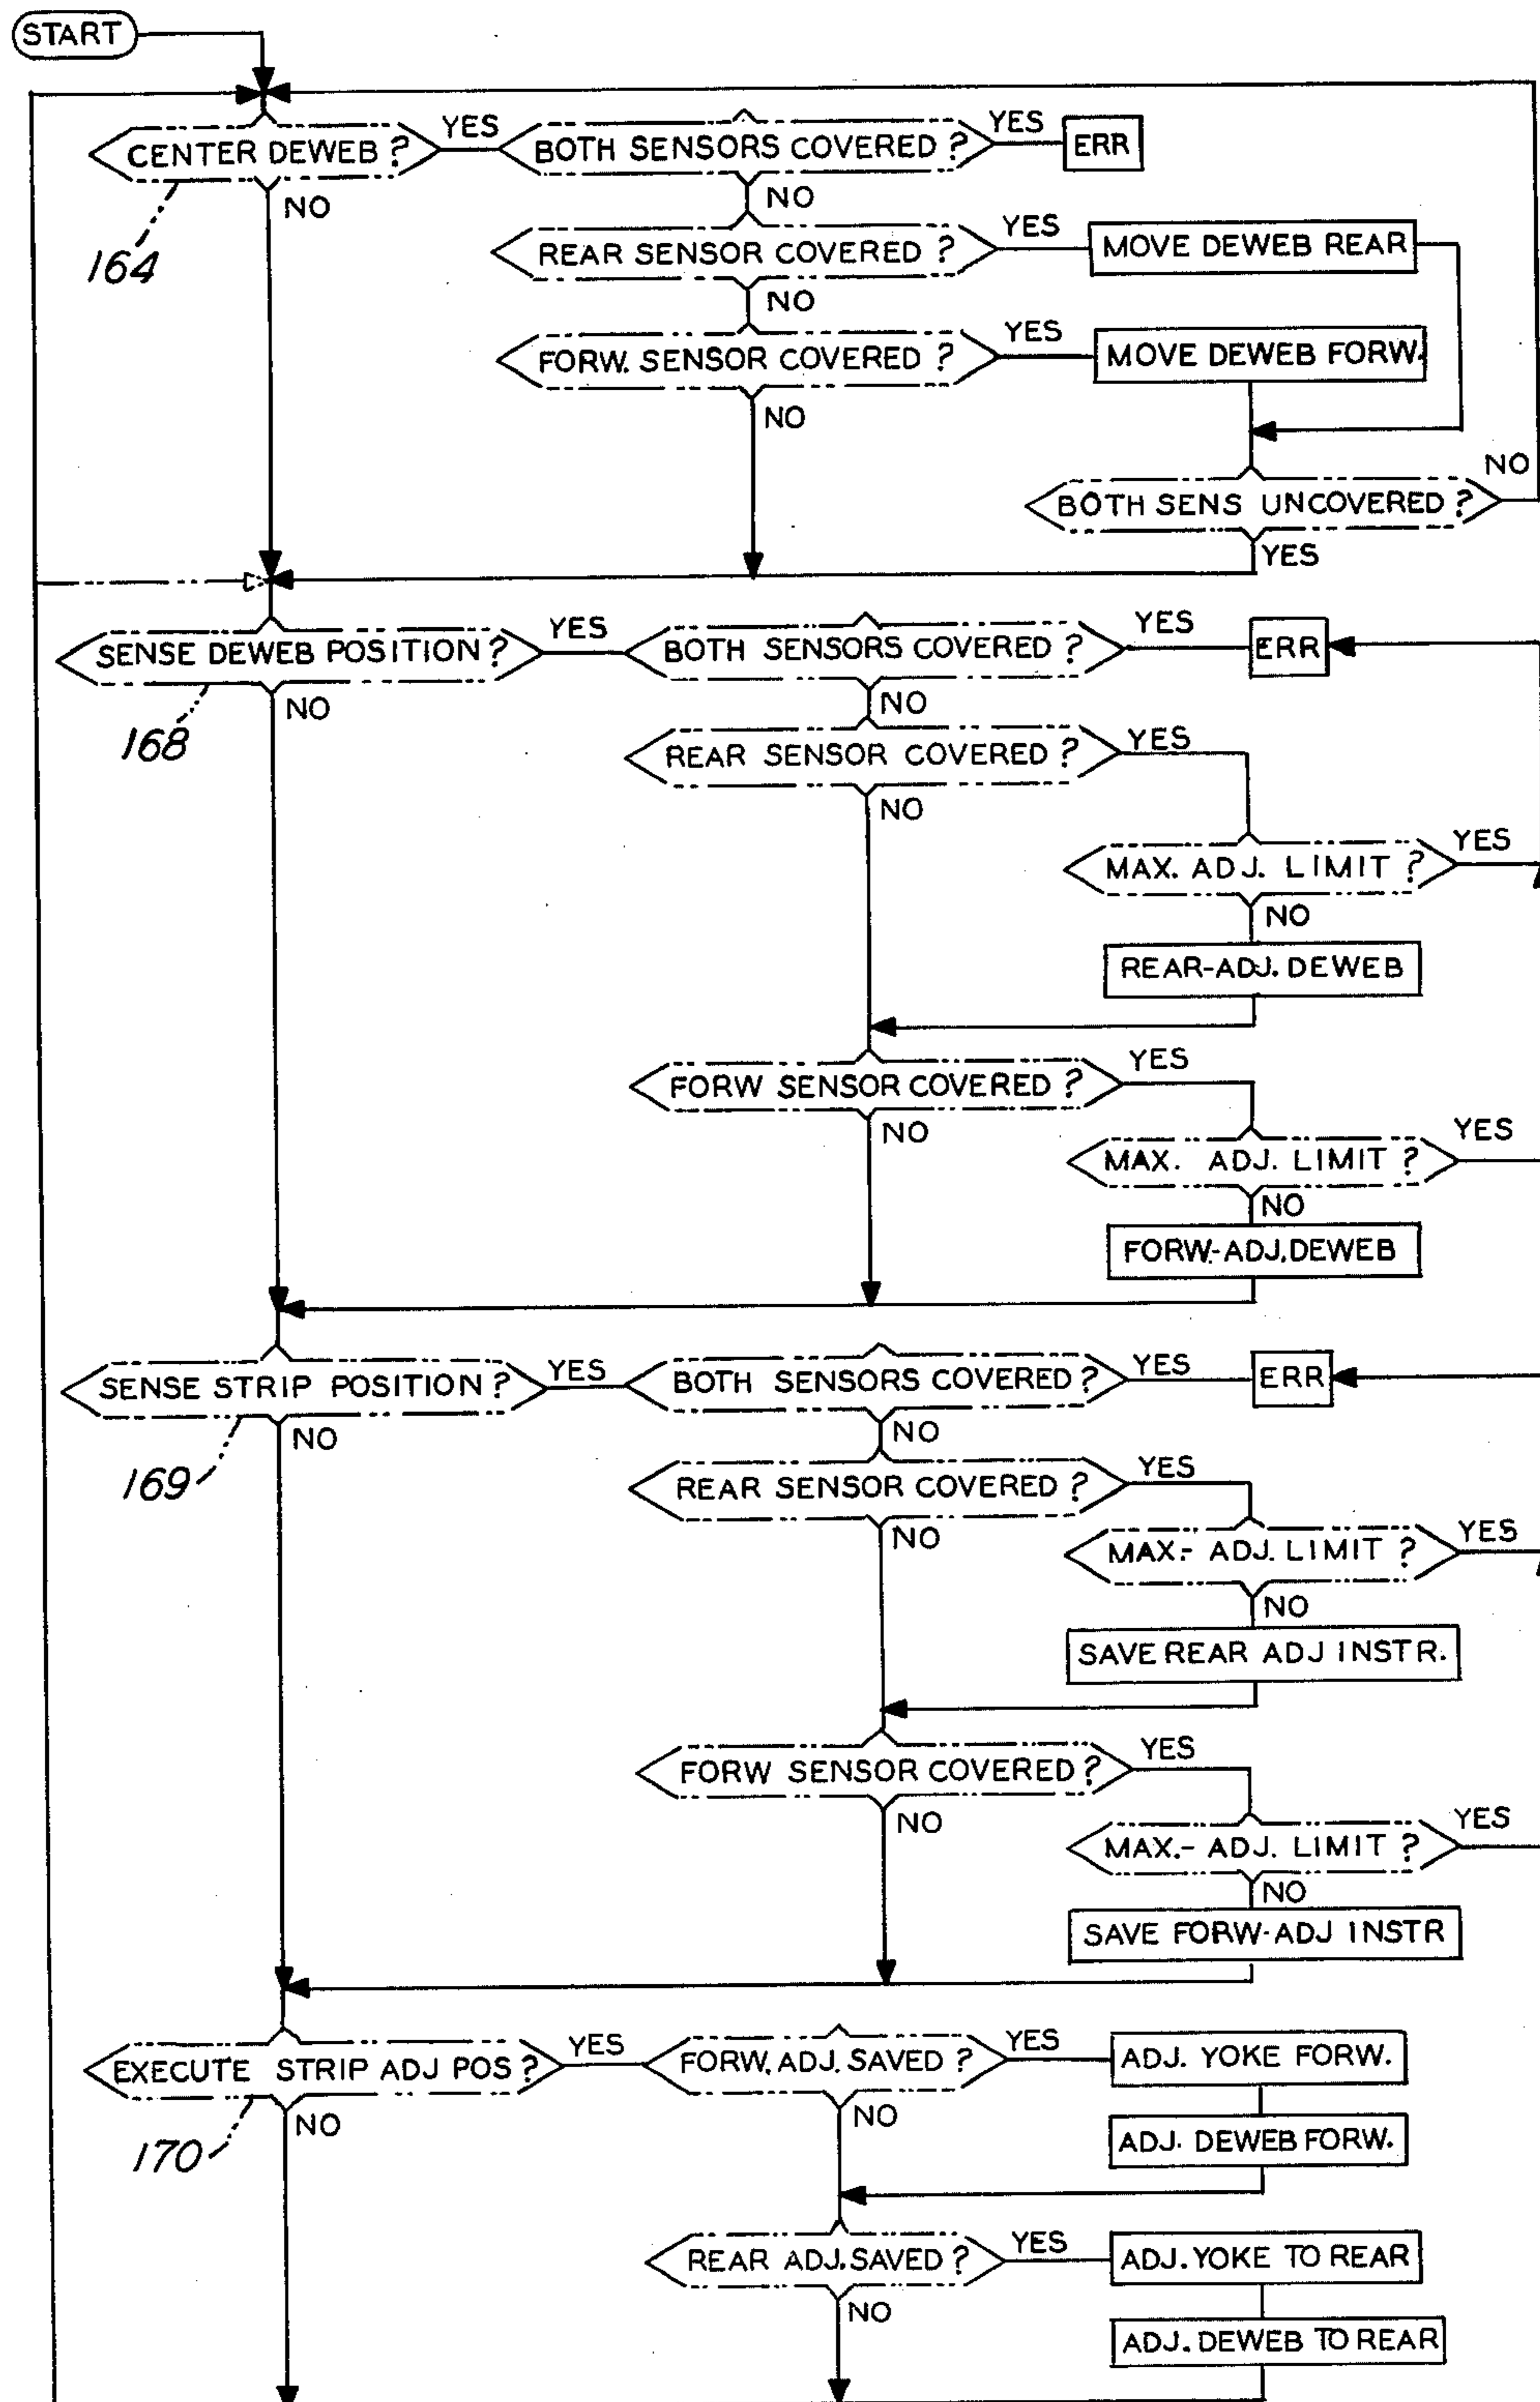 START
CENTER DEWEB ?
YES
BOTH SENSORS COVERED ?
YES
ERR
NO
NO
164
REAR SENSOR COVERED ?
YES
MOVE DEWEB REAR
NO
FORW. SENSOR COVERED ?
YES
MOVE DEWEB FORW.
NO
NO
BOTH SENS UNCOVERED ?
YES
SENSE DEWEB POSITION ?
YES
BOTH SENSORS COVERED ?
YES
ERR
NO
NO
168
REAR SENSOR COVERED ?
YES
NO
MAX. ADJ. LIMIT ?
YES
NO
REAR-ADJ. DEWEB
FORW SENSOR COVERED ?
YES
NO
MAX. ADJ. LIMIT ?
YES
NO
FORW.-ADJ. DEWEB
SENSE STRIP POSITION ?
YES
BOTH SENSORS COVERED ?
YES
ERR
NO
NO
169
REAR SENSOR COVERED ?
YES
NO
MAX.- ADJ. LIMIT ?
YES
NO
SAVE REAR ADJ INSTR.
FORW SENSOR COVERED ?
YES
NO
MAX.- ADJ. LIMIT ?
YES
NO
SAVE FORW-ADJ INSTR
EXECUTE STRIP ADJ POS ?
YES
FORW. ADJ. SAVED ?
YES
ADJ. YOKE FORW.
NO
NO
170
ADJ. DEWEB FORW.
REAR ADJ. SAVED ?
YES
ADJ. YOKE TO REAR
NO
ADJ. DEWEB TO REAR